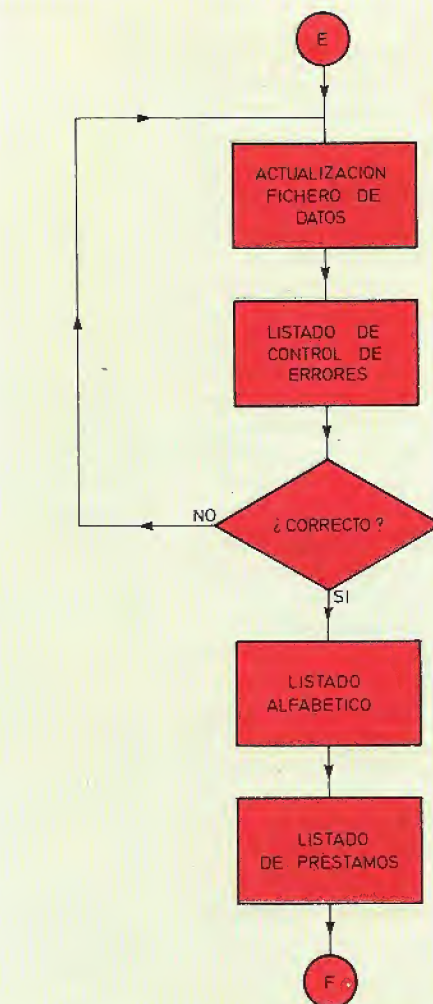 E
ACTUALIZACION
FICHERO DE
DATOS
LISTADO DE
CONTROL DE
ERRORES
NO
¿ CORRECTO ?
SI
LISTADO
ALFABETICO
LISTADO
DE PRESTAMOS
F